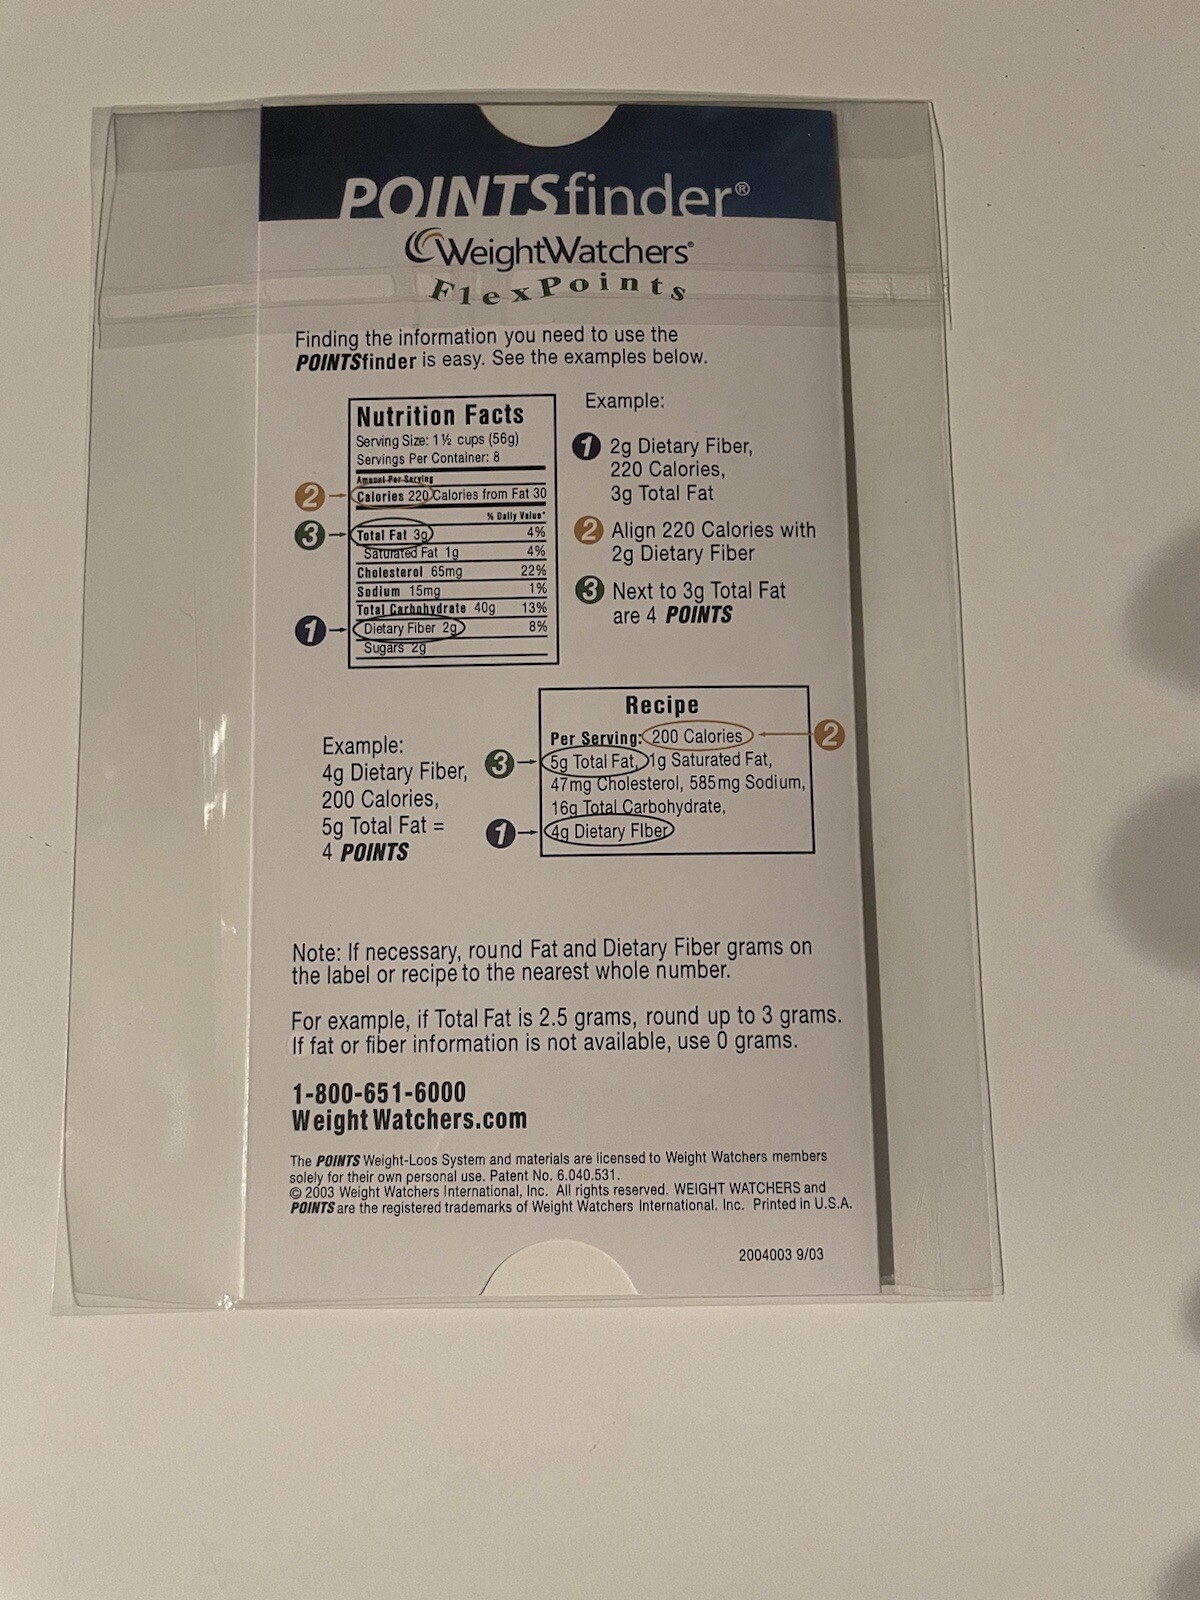 POINTSfinder®
WeightWatchers®
FlexPoints
Finding the information you need to use the
POINTSfinder is easy. See the examples below.
Nutrition Facts
Serving Size: 1 ½ cups (56g)
Servings Per Container: 8
Amount Per Serving
2
Calories 220 Calories from Fat 30
% Daily Value*
3
Total Fat 3g 4%
Saturated Fat 1g 4%
Cholesterol 65mg 22%
Sodium 15mg 1%
Total Carbohydrate 40g 13%
1
Dietary Fiber 2g 8%
Sugars 2g
Example:
1 2g Dietary Fiber,
220 Calories,
3g Total Fat
2 Align 220 Calories with
2g Dietary Fiber
3 Next to 3g Total Fat
are 4 POINTS
Example:
4g Dietary Fiber,
200 Calories,
5g Total Fat =
4 POINTS
Recipe
Per Serving: 200 Calories
2
3
5g Total Fat, 1g Saturated Fat,
47mg Cholesterol, 585mg Sodium,
16g Total Carbohydrate,
1
4g Dietary FIber
Note: If necessary, round Fat and Dietary Fiber grams on
the label or recipe to the nearest whole number.
For example, if Total Fat is 2.5 grams, round up to 3 grams.
If fat or fiber information is not available, use 0 grams.
1-800-651-6000
WeightWatchers.com
The POINTS Weight-Loos System and materials are licensed to Weight Watchers members
solely for their own personal use. Patent No. 6.040.531.
© 2003 Weight Watchers International, Inc. All rights reserved. WEIGHT WATCHERS and
POINTS are the registered trademarks of Weight Watchers International. Inc. Printed in U.S.A.
2004003 9/03